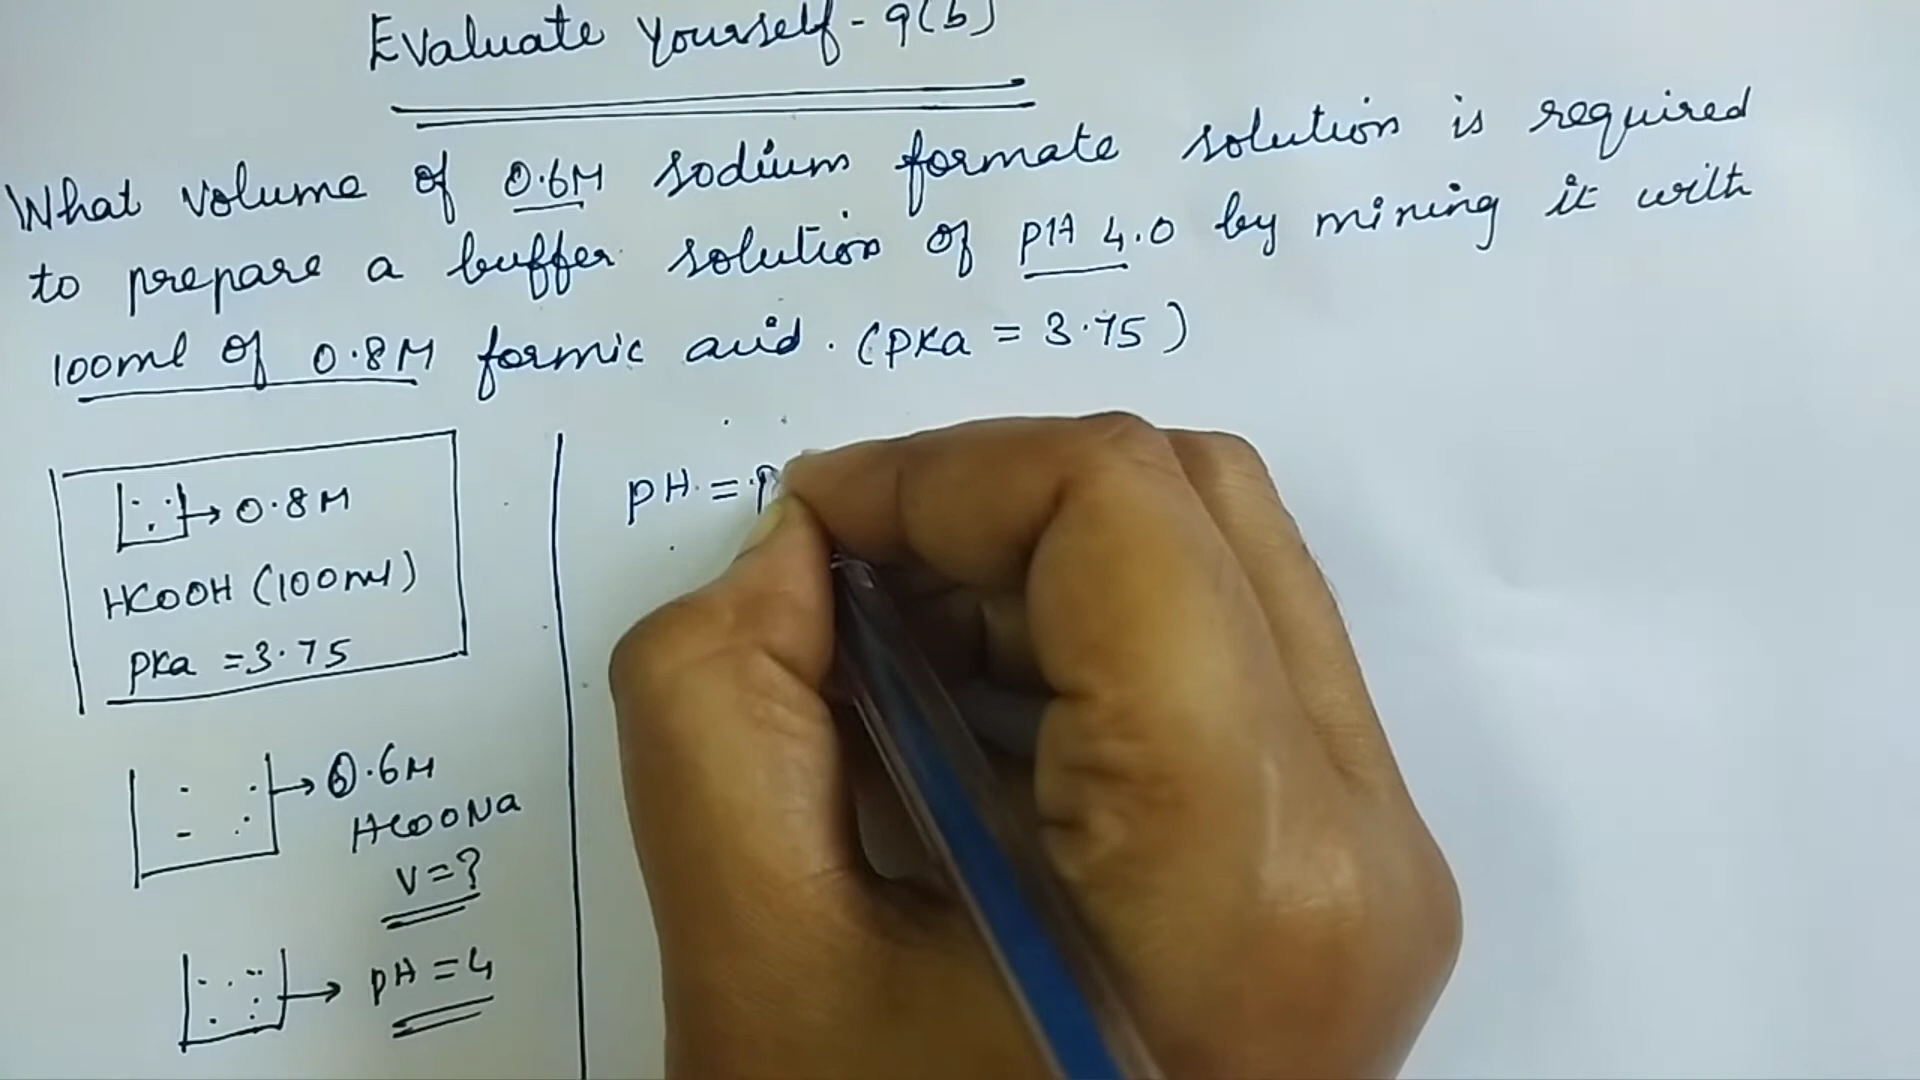 Evaluate Yourself - 9(b)
What volume of 0.6M sodium formate solution is required
to prepare a buffer solution of pH 4.0 by mixing it with
100ml of 0.8M formic acid. (pKa = 3.75)
→ 0.8M
HCOOH (100ml)
pKa = 3.75
→ 0.6M
HCOONa
V = ?
→ pH = 4
pH = p